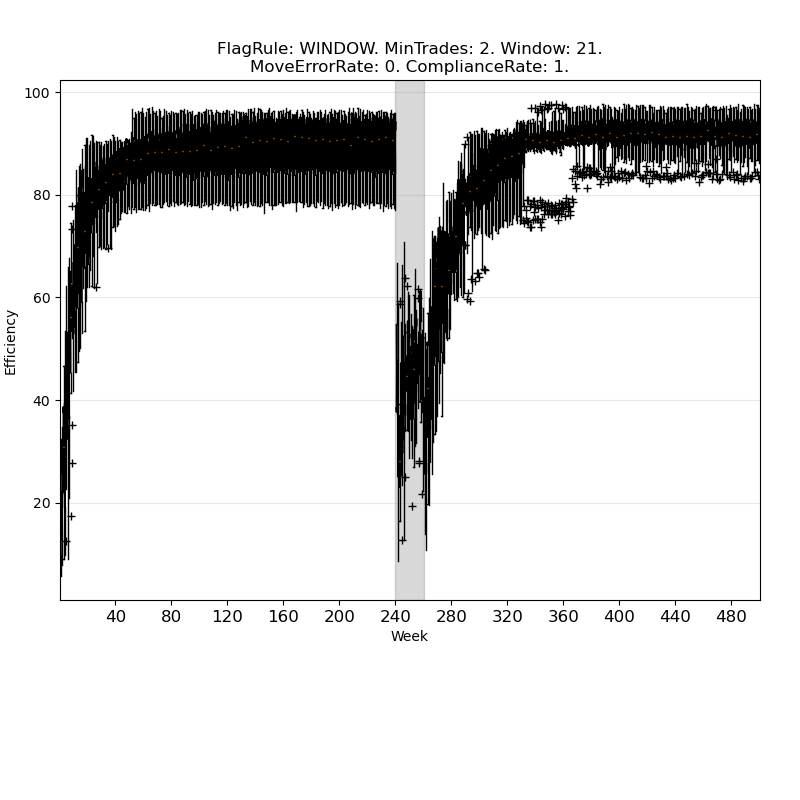 FlagRule: WINDOW. MinTrades: 2. Window: 21.
MoveErrorRate: 0. ComplianceRate: 1.
100
80
60
40
20
Efficiency
40 80 120 160 200 240 280 320 360 400 440 480
Week